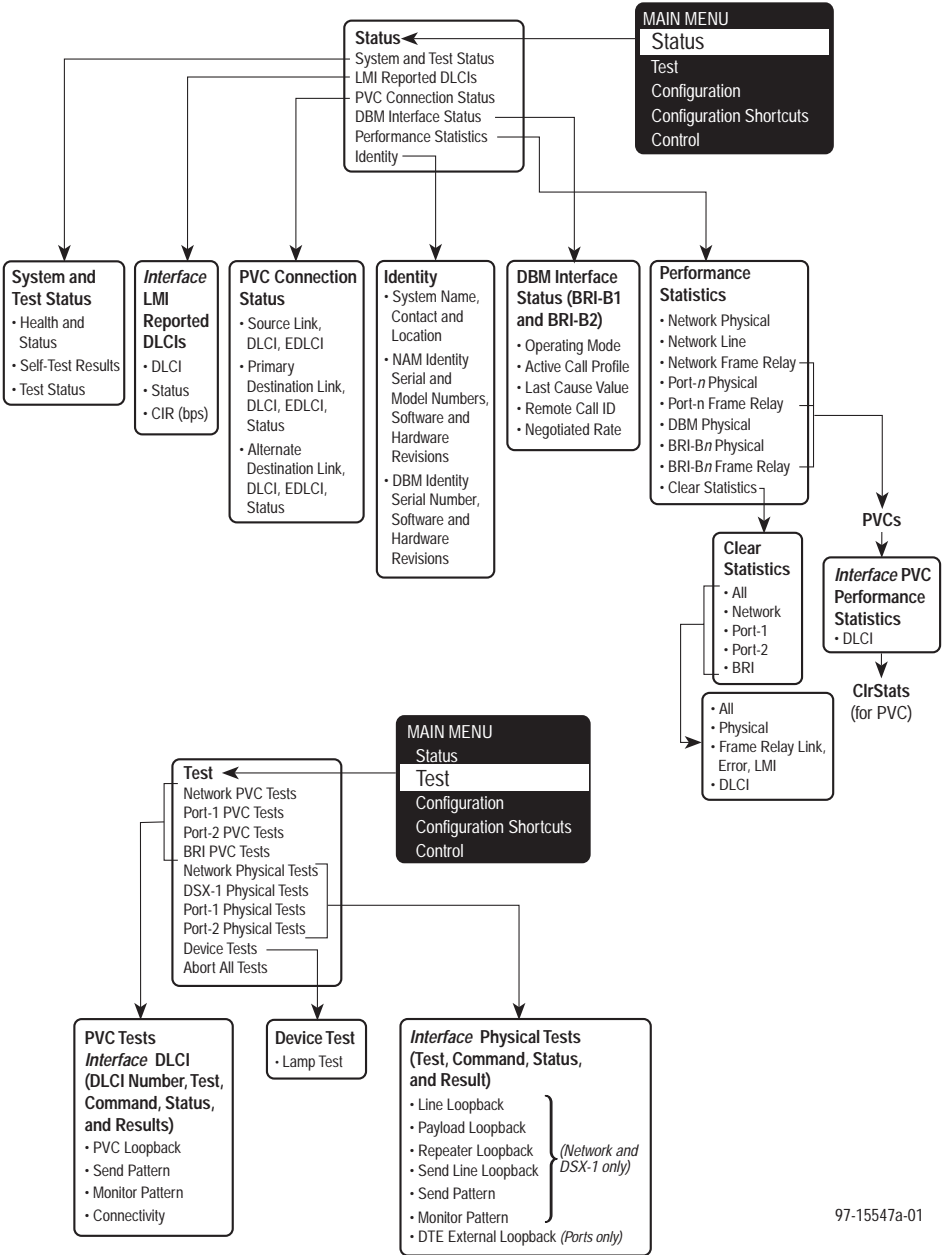 MAIN MENU
Status
Test
Configuration
Configuration Shortcuts
Control
Status
System and Test Status
LMI Reported DLCIs
PVC Connection Status
DBM Interface Status
Performance Statistics
Identity
System and
Test Status
• Health and
Status
• Self-Test Results
• Test Status
Interface
LMI
Reported
DLCIs
• DLCI
• Status
• CIR (bps)
PVC Connection
Status
• Source Link,
DLCI, EDLCI
• Primary
Destination Link,
DLCI, EDLCI,
Status
• Alternate
Destination Link,
DLCI, EDLCI,
Status
Identity
• System Name,
Contact and
Location
• NAM Identity
Serial and
Model Numbers,
Software and
Hardware
Revisions
• DBM Identity
Serial Number,
Software and
Hardware
Revisions
DBM Interface
Status (BRI-B1
and BRI-B2)
• Operating Mode
• Active Call Profile
• Last Cause Value
• Remote Call ID
• Negotiated Rate
Performance
Statistics
• Network Physical
• Network Line
• Network Frame Relay
• Port-n Physical
• Port-n Frame Relay
• DBM Physical
• BRI-Bn Physical
• BRI-Bn Frame Relay
• Clear Statistics
PVCs
Interface PVC
Performance
Statistics
• DLCI
ClrStats
(for PVC)
Clear
Statistics
• All
• Network
• Port-1
• Port-2
• BRI
• All
• Physical
• Frame Relay Link,
Error, LMI
• DLCI
MAIN MENU
Status
Test
Configuration
Configuration Shortcuts
Control
Test
Network PVC Tests
Port-1 PVC Tests
Port-2 PVC Tests
BRI PVC Tests
Network Physical Tests
DSX-1 Physical Tests
Port-1 Physical Tests
Port-2 Physical Tests
Device Tests
Abort All Tests
PVC Tests
Interface DLCI
(DLCI Number, Test,
Command, Status,
and Results)
• PVC Loopback
• Send Pattern
• Monitor Pattern
• Connectivity
Device Test
• Lamp Test
Interface Physical Tests
(Test, Command, Status,
and Result)
• Line Loopback
• Payload Loopback
• Repeater Loopback
• Send Line Loopback
• Send Pattern
• Monitor Pattern
(Network and
DSX-1 only)
• DTE External Loopback (Ports only)
97-15547a-01